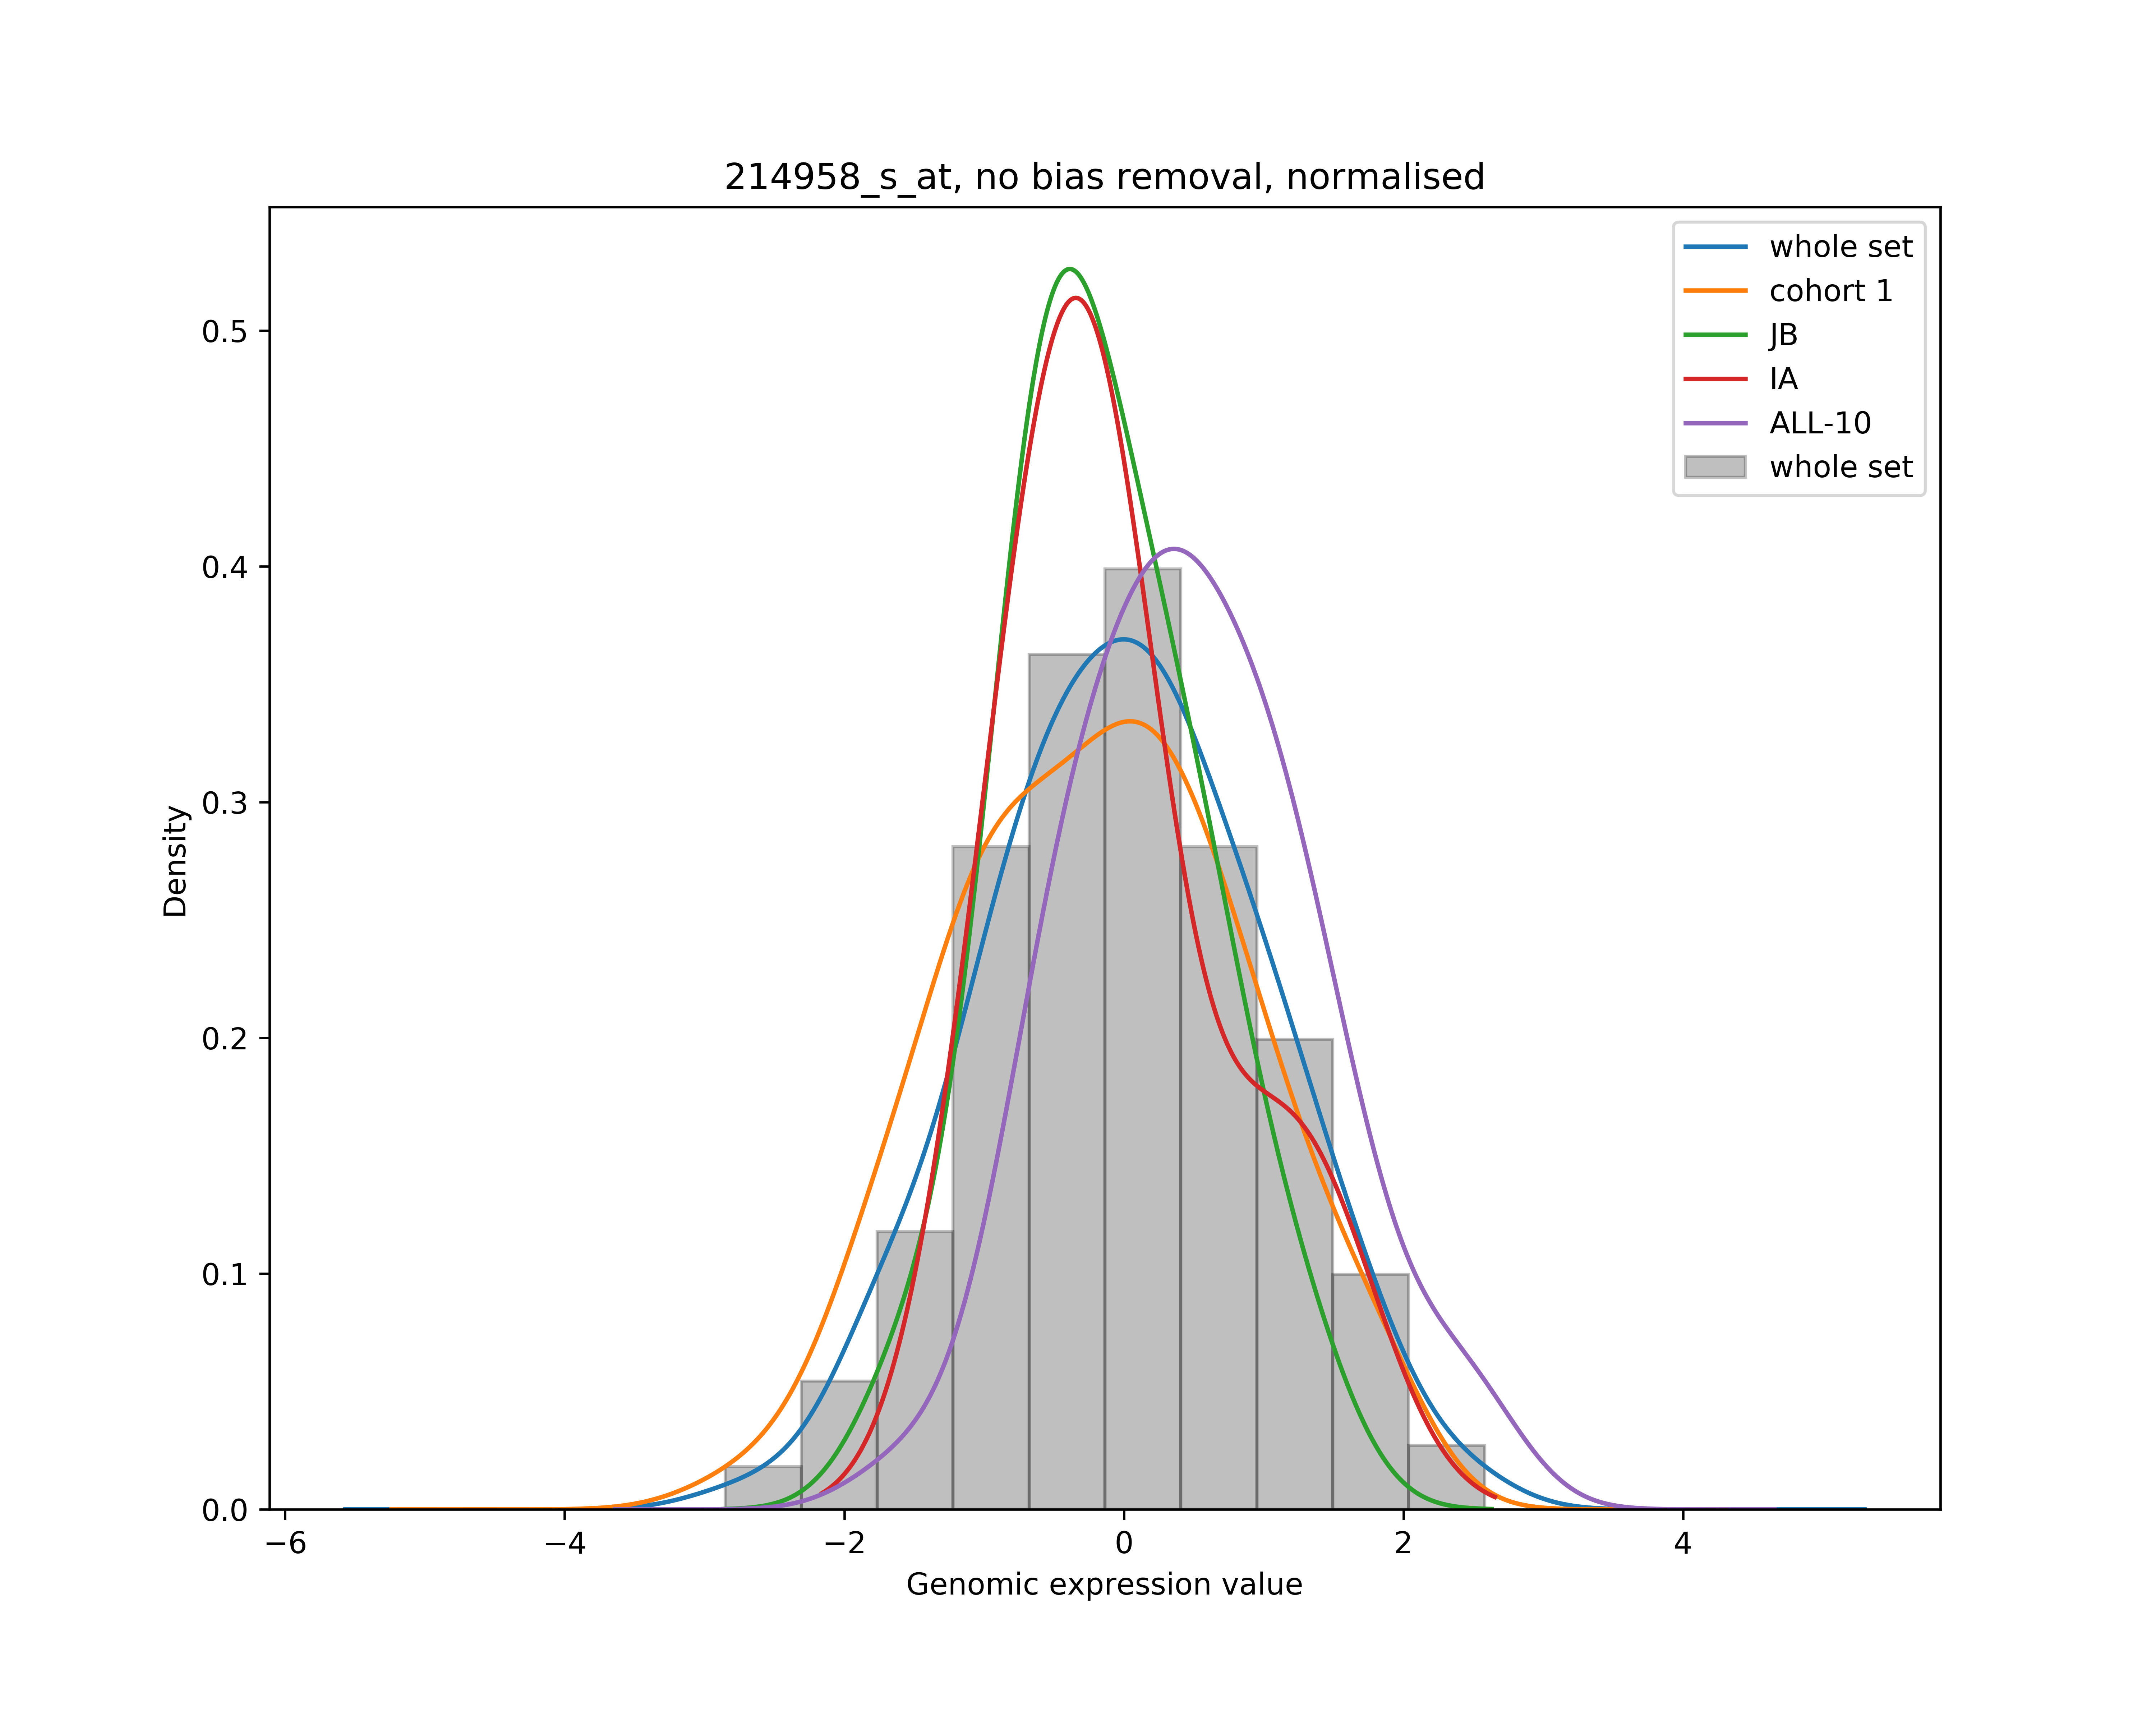 214958_s_at, no bias removal, normalised
whole set
cohort 1
JB
IA
ALL-10
whole set
Density
0.5
0.4
0.3
0.2
0.1
0.0
−6
−4
−2
0
2
4
Genomic expression value